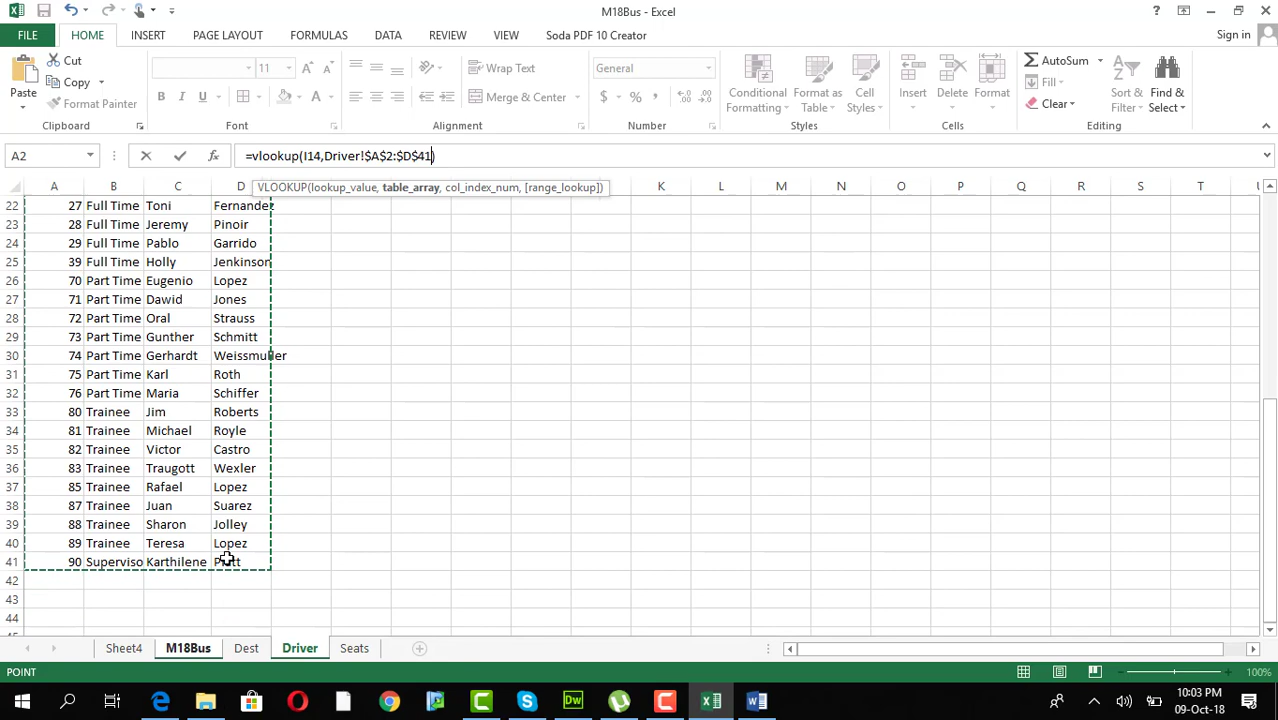 M18Bus - Excel
? Sign in
FILE HOME INSERT PAGE LAYOUT FORMULAS DATA REVIEW VIEW Soda PDF 10 Creator
Paste Cut Copy Format Painter Clipboard
11 A A B I U A Font
Wrap Text Merge & Center Alignment
General $ % , Number
Conditional Formatting Format as Table Cell Styles Styles
Insert Delete Format Cells
AutoSum Fill Clear Sort & Filter Find & Select Editing
A2 fx =vlookup(I14,Driver!$A$2:$D$41)
VLOOKUP(lookup_value, table_array, col_index_num, [range_lookup])
A B C D K L M N O P Q R S T U
22 27 Full Time Toni Fernandez
23 28 Full Time Jeremy Pinoir
24 29 Full Time Pablo Garrido
25 39 Full Time Holly Jenkinson
26 70 Part Time Eugenio Lopez
27 71 Part Time Dawid Jones
28 72 Part Time Oral Strauss
29 73 Part Time Gunther Schmitt
30 74 Part Time Gerhardt Weissmuller
31 75 Part Time Karl Roth
32 76 Part Time Maria Schiffer
33 80 Trainee Jim Roberts
34 81 Trainee Michael Royle
35 82 Trainee Victor Castro
36 83 Trainee Traugott Wexler
37 85 Trainee Rafael Lopez
38 87 Trainee Juan Suarez
39 88 Trainee Sharon Jolley
40 89 Trainee Teresa Lopez
41 90 Superviso Karthilene
42
43
44
Sheet4 M18Bus Dest Driver Seats
POINT 100%
10:03 PM
09-Oct-18